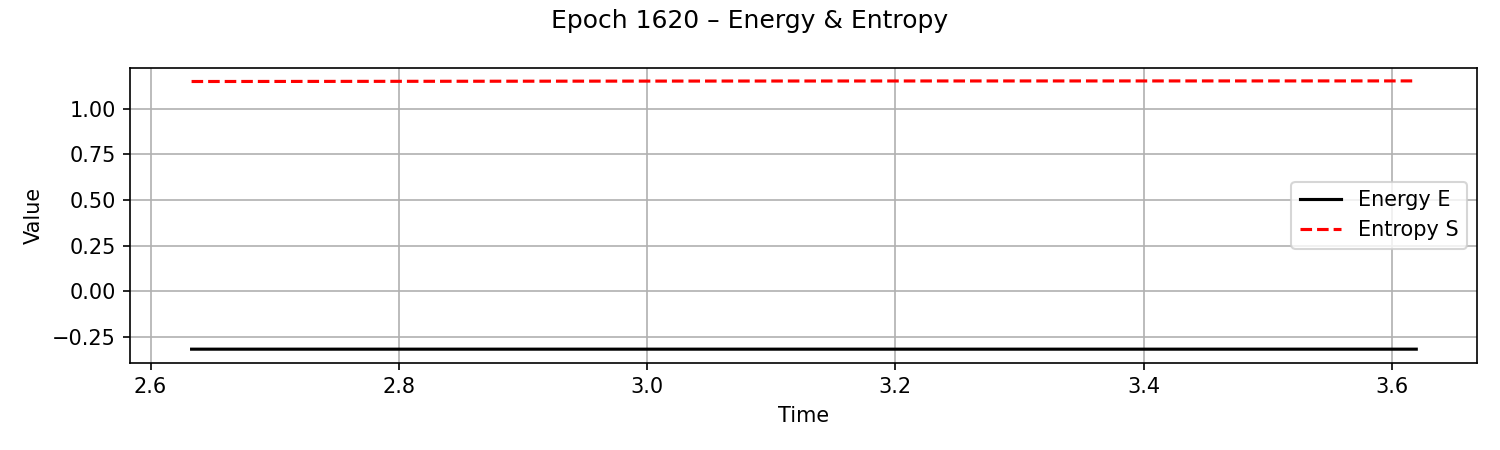 Epoch 1620 – Energy & Entropy
1.00
0.75
0.50
0.25
0.00
−0.25
Value
Energy E
Entropy S
2.6 2.8 3.0 3.2 3.4 3.6
Time